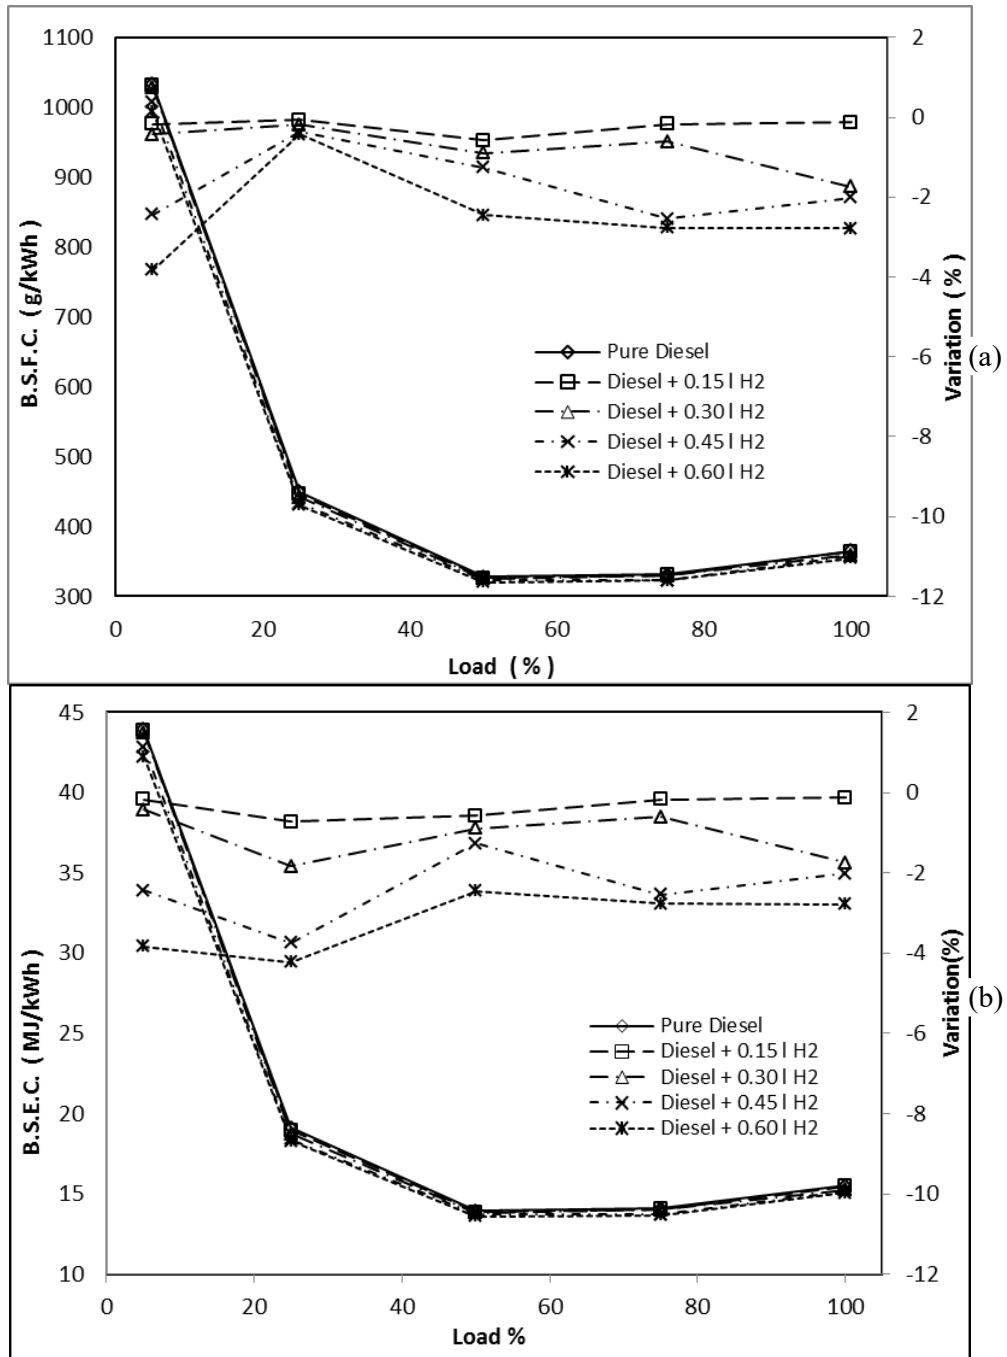 1100
1000
900
800
700
600
500
400
300
B.S.F.C. ( g/kWh )
2
0
-2
-4
-6
-8
-10
-12
Variation ( % )
(a)
Pure Diesel
Diesel + 0.15 l H2
Diesel + 0.30 l H2
Diesel + 0.45 l H2
Diesel + 0.60 l H2
0 20 40 60 80 100
Load ( % )
45
40
35
30
25
20
15
10
B.S.E.C. ( MJ/kWh )
2
0
-2
-4
-6
-8
-10
-12
Variation(%)
(b)
Pure Diesel
Diesel + 0.15 l H2
Diesel + 0.30 l H2
Diesel + 0.45 l H2
Diesel + 0.60 l H2
0 20 40 60 80 100
Load %